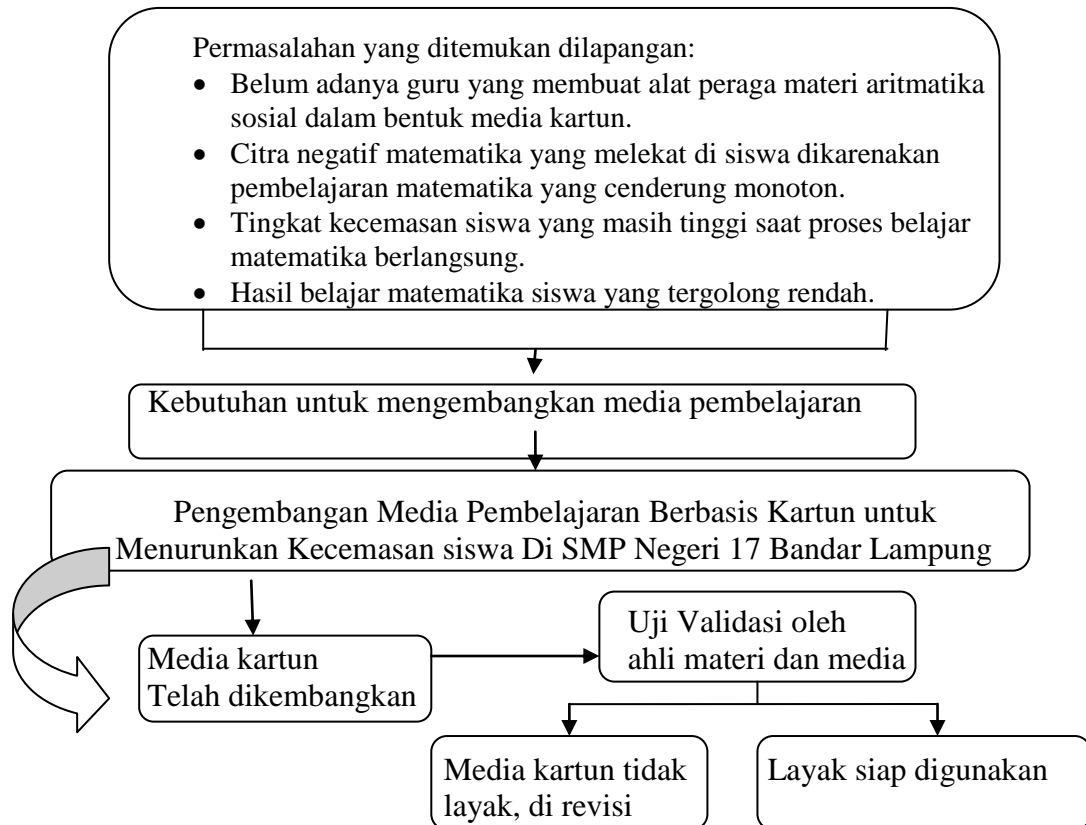 Permasalahan yang ditemukan dilapangan:
• Belum adanya guru yang membuat alat peraga materi aritmatika
sosial dalam bentuk media kartun.
• Citra negatif matematika yang melekat di siswa dikarenakan
pembelajaran matematika yang cenderung monoton.
• Tingkat kecemasan siswa yang masih tinggi saat proses belajar
matematika berlangsung.
• Hasil belajar matematika siswa yang tergolong rendah.
Kebutuhan untuk mengembangkan media pembelajaran
Pengembangan Media Pembelajaran Berbasis Kartun untuk
Menurunkan Kecemasan siswa Di SMP Negeri 17 Bandar Lampung
Media kartun
Telah dikembangkan
Uji Validasi oleh
ahli materi dan media
Media kartun tidak
layak, di revisi
Layak siap digunakan